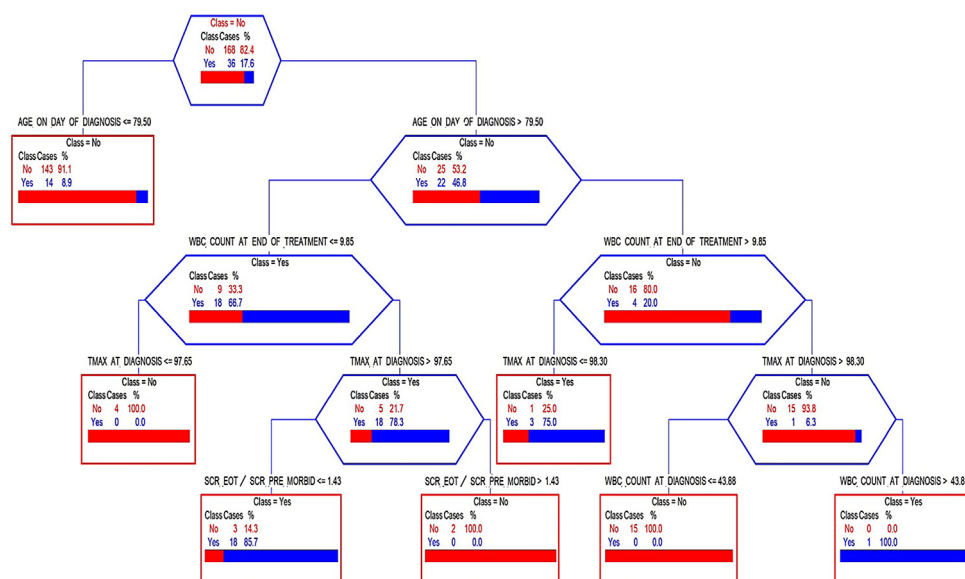 Class = No
Class Cases %
No 168 82.4
Yes 36 17.6
AGE_ON_DAY_OF_DIAGNOSIS <= 79.50
Class = No
Class Cases %
No 143 91.1
Yes 14 8.9
AGE_ON_DAY_OF_DIAGNOSIS > 79.50
Class = No
Class Cases %
No 25 53.2
Yes 22 46.8
WBC_COUNT_AT_END_OF_TREATMENT <= 9.85
Class = Yes
Class Cases %
No 9 33.3
Yes 18 66.7
WBC_COUNT_AT_END_OF_TREATMENT > 9.85
Class = No
Class Cases %
No 16 80.0
Yes 4 20.0
TMAX_AT_DIAGNOSIS <= 97.65
Class = No
Class Cases %
No 4 100.0
Yes 0 0.0
TMAX_AT_DIAGNOSIS > 97.65
Class = Yes
Class Cases %
No 5 21.7
Yes 18 78.3
TMAX_AT_DIAGNOSIS <= 98.30
Class = Yes
Class Cases %
No 1 25.0
Yes 3 75.0
TMAX_AT_DIAGNOSIS > 98.30
Class = No
Class Cases %
No 15 93.8
Yes 1 6.3
SCR_EOT / SCR_PRE_MORBID <= 1.43
Class = Yes
Class Cases %
No 3 14.3
Yes 18 85.7
SCR_EOT / SCR_PRE_MORBID > 1.43
Class = No
Class Cases %
No 2 100.0
Yes 0 0.0
WBC_COUNT_AT_DIAGNOSIS <= 43.88
Class = No
Class Cases %
No 15 100.0
Yes 0 0.0
WBC_COUNT_AT_DIAGNOSIS > 43.8
Class = Yes
Class Cases %
No 0 0.0
Yes 1 100.0